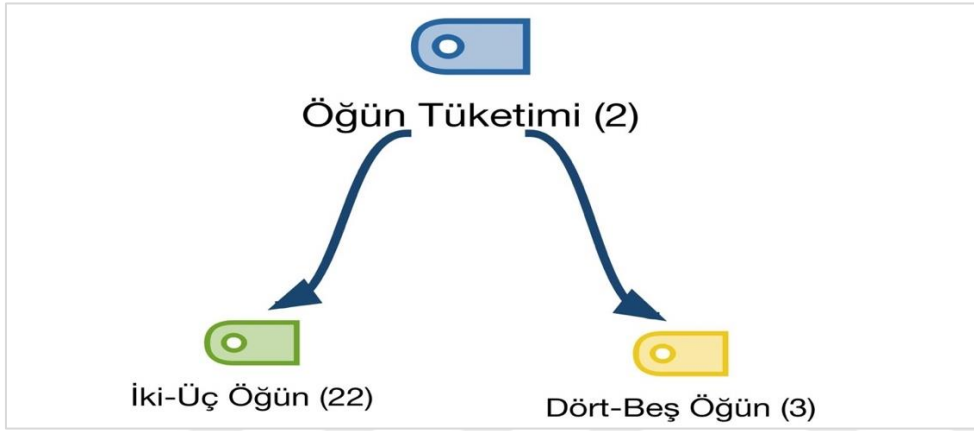 Öğün Tüketimi (2)
İki-Üç Öğün (22)
Dört-Beş Öğün (3)